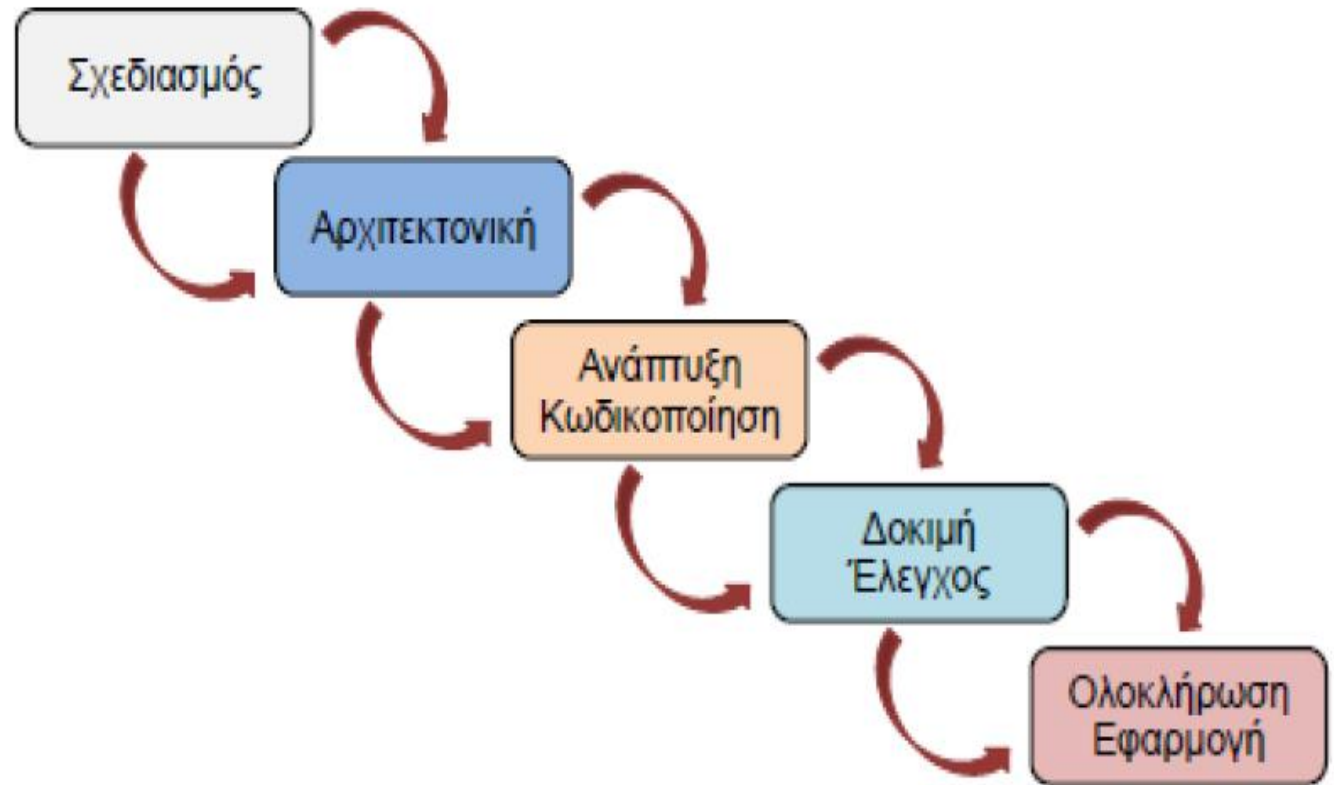 Σχεδιασμός
Αρχιτεκτονική
Ανάπτυξη
Κωδικοποίηση
Δοκιμή
Έλεγχος
Ολοκλήρωση
Εφαρμογή